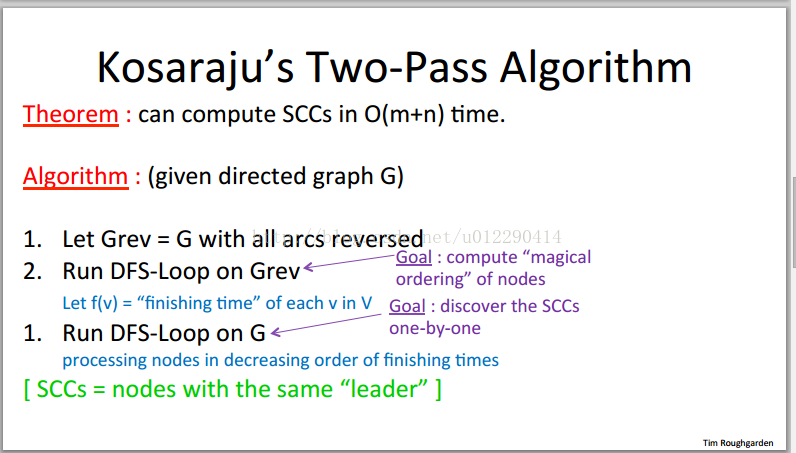 Kosaraju's Two-Pass Algorithm
Theorem : can compute SCCs in O(m+n) time.
Algorithm : (given directed graph G)
1. Let Grev = G with all arcs reversed
2. Run DFS-Loop on Grev
Goal : compute "magical
ordering" of nodes
Let f(v) = "finishing time" of each v in V
Goal : discover the SCCs
one-by-one
1. Run DFS-Loop on G
processing nodes in decreasing order of finishing times
[ SCCs = nodes with the same "leader" ]
Tim Roughgarden